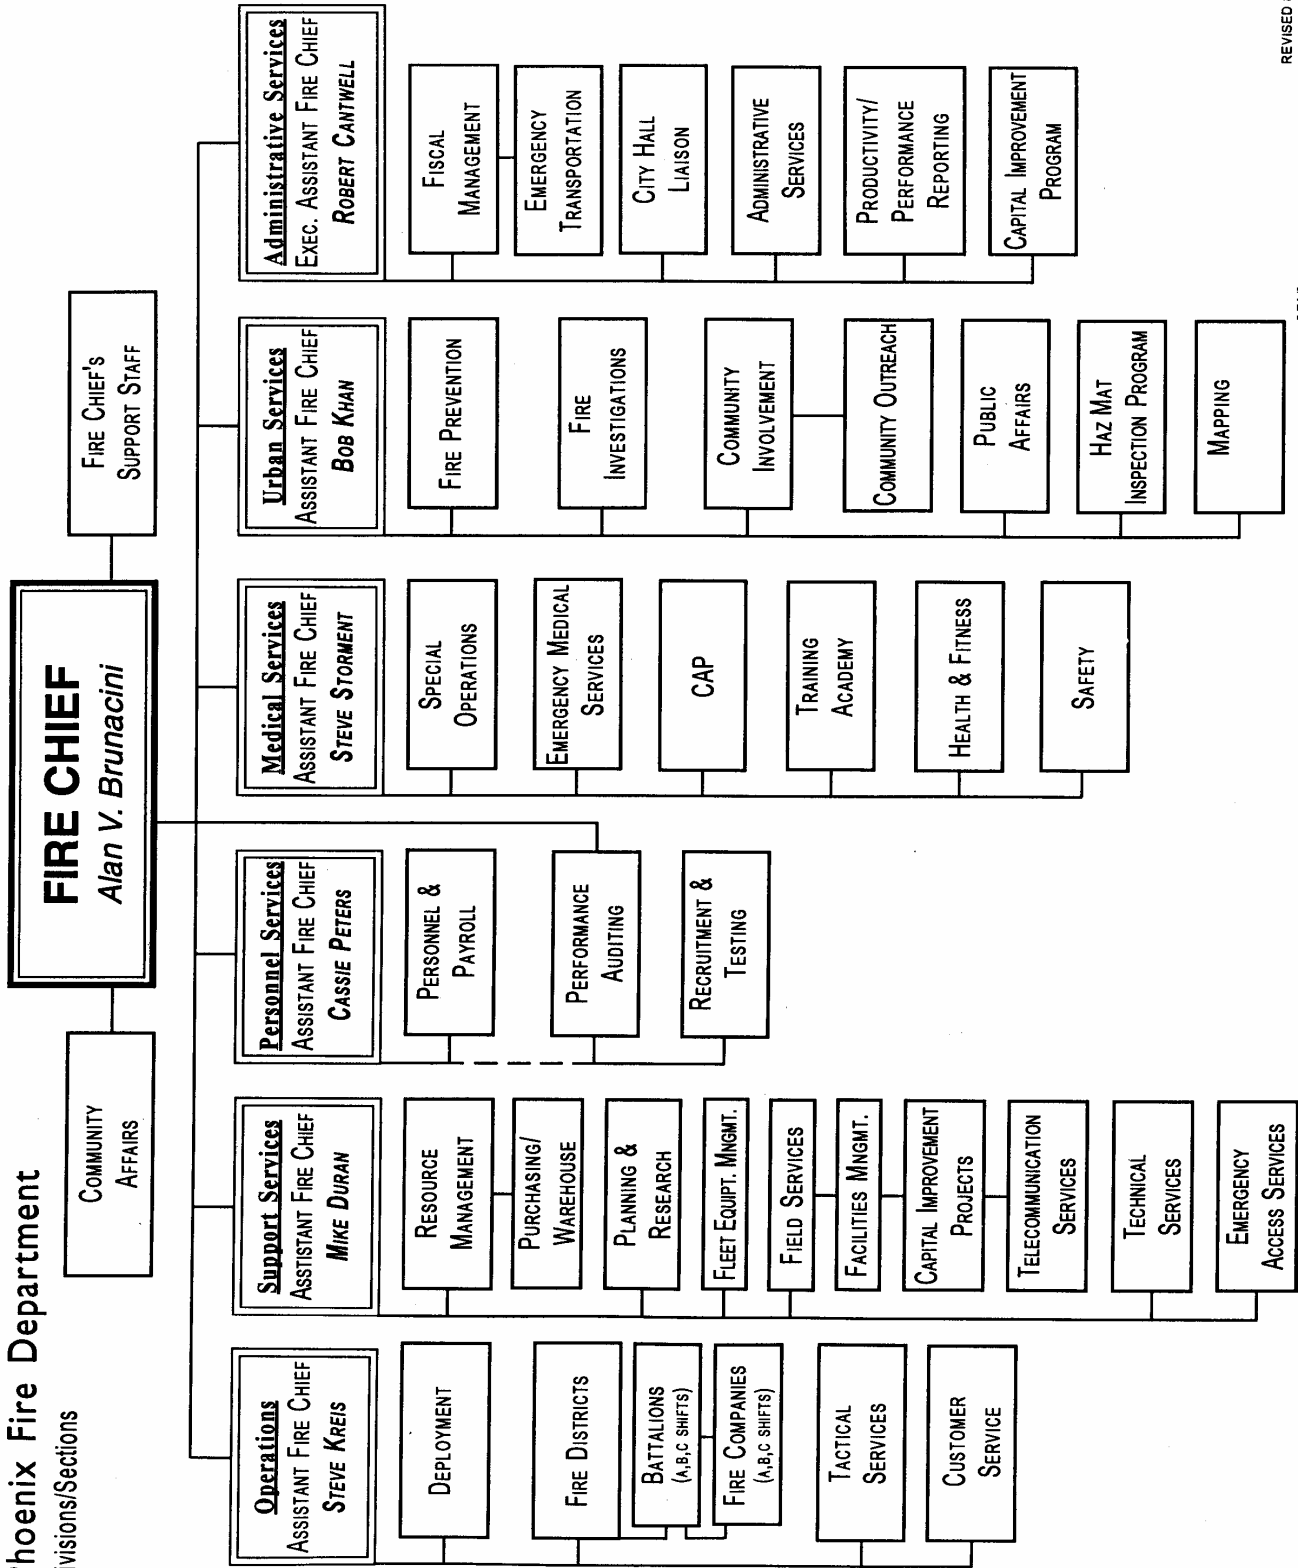 Phoenix Fire Department
visions/Sections
FIRE CHIEF
Alan V. Brunacini
COMMUNITY
AFFAIRS
FIRE CHIEF'S
SUPPORT STAFF
Operations
ASSISTANT FIRE CHIEF
STEVE KREIS
DEPLOYMENT
FIRE DISTRICTS
BATTALIONS
(A,B,C SHIFTS)
FIRE COMPANIES
(A,B,C SHIFTS)
TACTICAL
SERVICES
CUSTOMER
SERVICE
Support Services
ASSTISTANT FIRE CHIEF
MIKE DURAN
RESOURCE
MANAGEMENT
PURCHASING/
WAREHOUSE
PLANNING &
RESEARCH
FLEET EQUIPT. MNGMT.
FIELD SERVICES
FACILITIES MNGMT.
CAPITAL IMPROVEMENT
PROJECTS
TELECOMMUNICATION
SERVICES
TECHNICAL
SERVICES
EMERGENCY
ACCESS SERVICES
Personnel Services
ASSISTANT FIRE CHIEF
CASSIE PETERS
PERSONNEL &
PAYROLL
PERFORMANCE
AUDITING
RECRUITMENT &
TESTING
Medical Services
ASSISTANT FIRE CHIEF
STEVE STORMENT
SPECIAL
OPERATIONS
EMERGENCY MEDICAL
SERVICES
CAP
TRAINING
ACADEMY
HEALTH & FITNESS
SAFETY
Urban Services
ASSISTANT FIRE CHIEF
BOB KHAN
FIRE PREVENTION
FIRE
INVESTIGATIONS
COMMUNITY
INVOLVEMENT
COMMUNITY OUTREACH
PUBLIC
AFFAIRS
HAZ MAT
INSPECTION PROGRAM
MAPPING
Administrative Services
EXEC. ASSISTANT FIRE CHIEF
ROBERT CANTWELL
FISCAL
MANAGEMENT
EMERGENCY
TRANSPORTATION
CITY HALL
LIAISON
ADMINISTRATIVE
SERVICES
PRODUCTIVITY/
PERFORMANCE
REPORTING
CAPITAL IMPROVEMENT
PROGRAM
REVISED